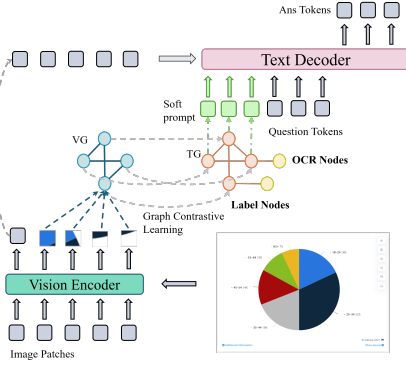 Ans Tokens
Text Decoder
Soft
prompt
Question Tokens
VG
TG
OCR Nodes
Label Nodes
Graph Contrastive
Learning
Vision Encoder
Image Patches